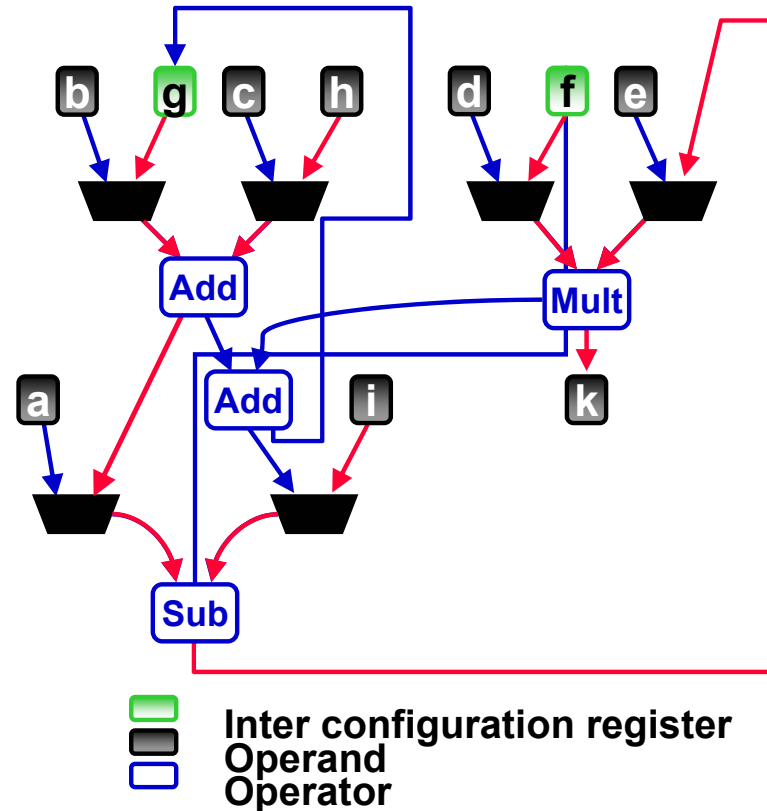 b g c h d f e
Add Mult
Add
a i k
Sub
Inter configuration register
Operand
Operator